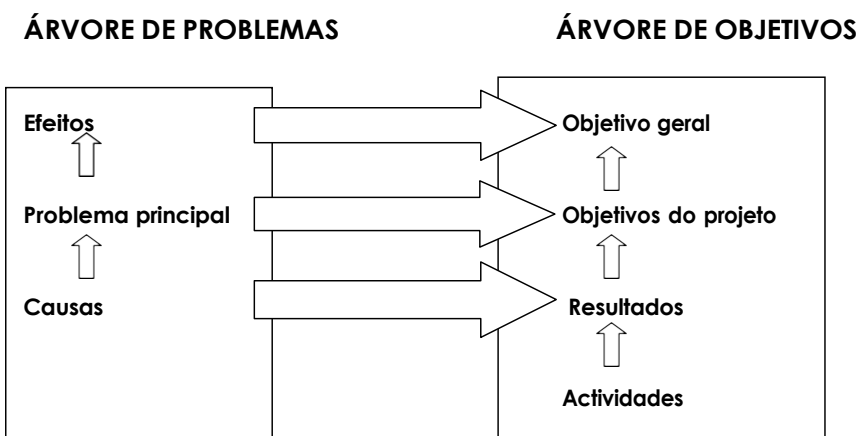 ÁRVORE DE PROBLEMAS
ÁRVORE DE OBJETIVOS
Efeitos
Problema principal
Causas
Objetivo geral
Objetivos do projeto
Resultados
Actividades